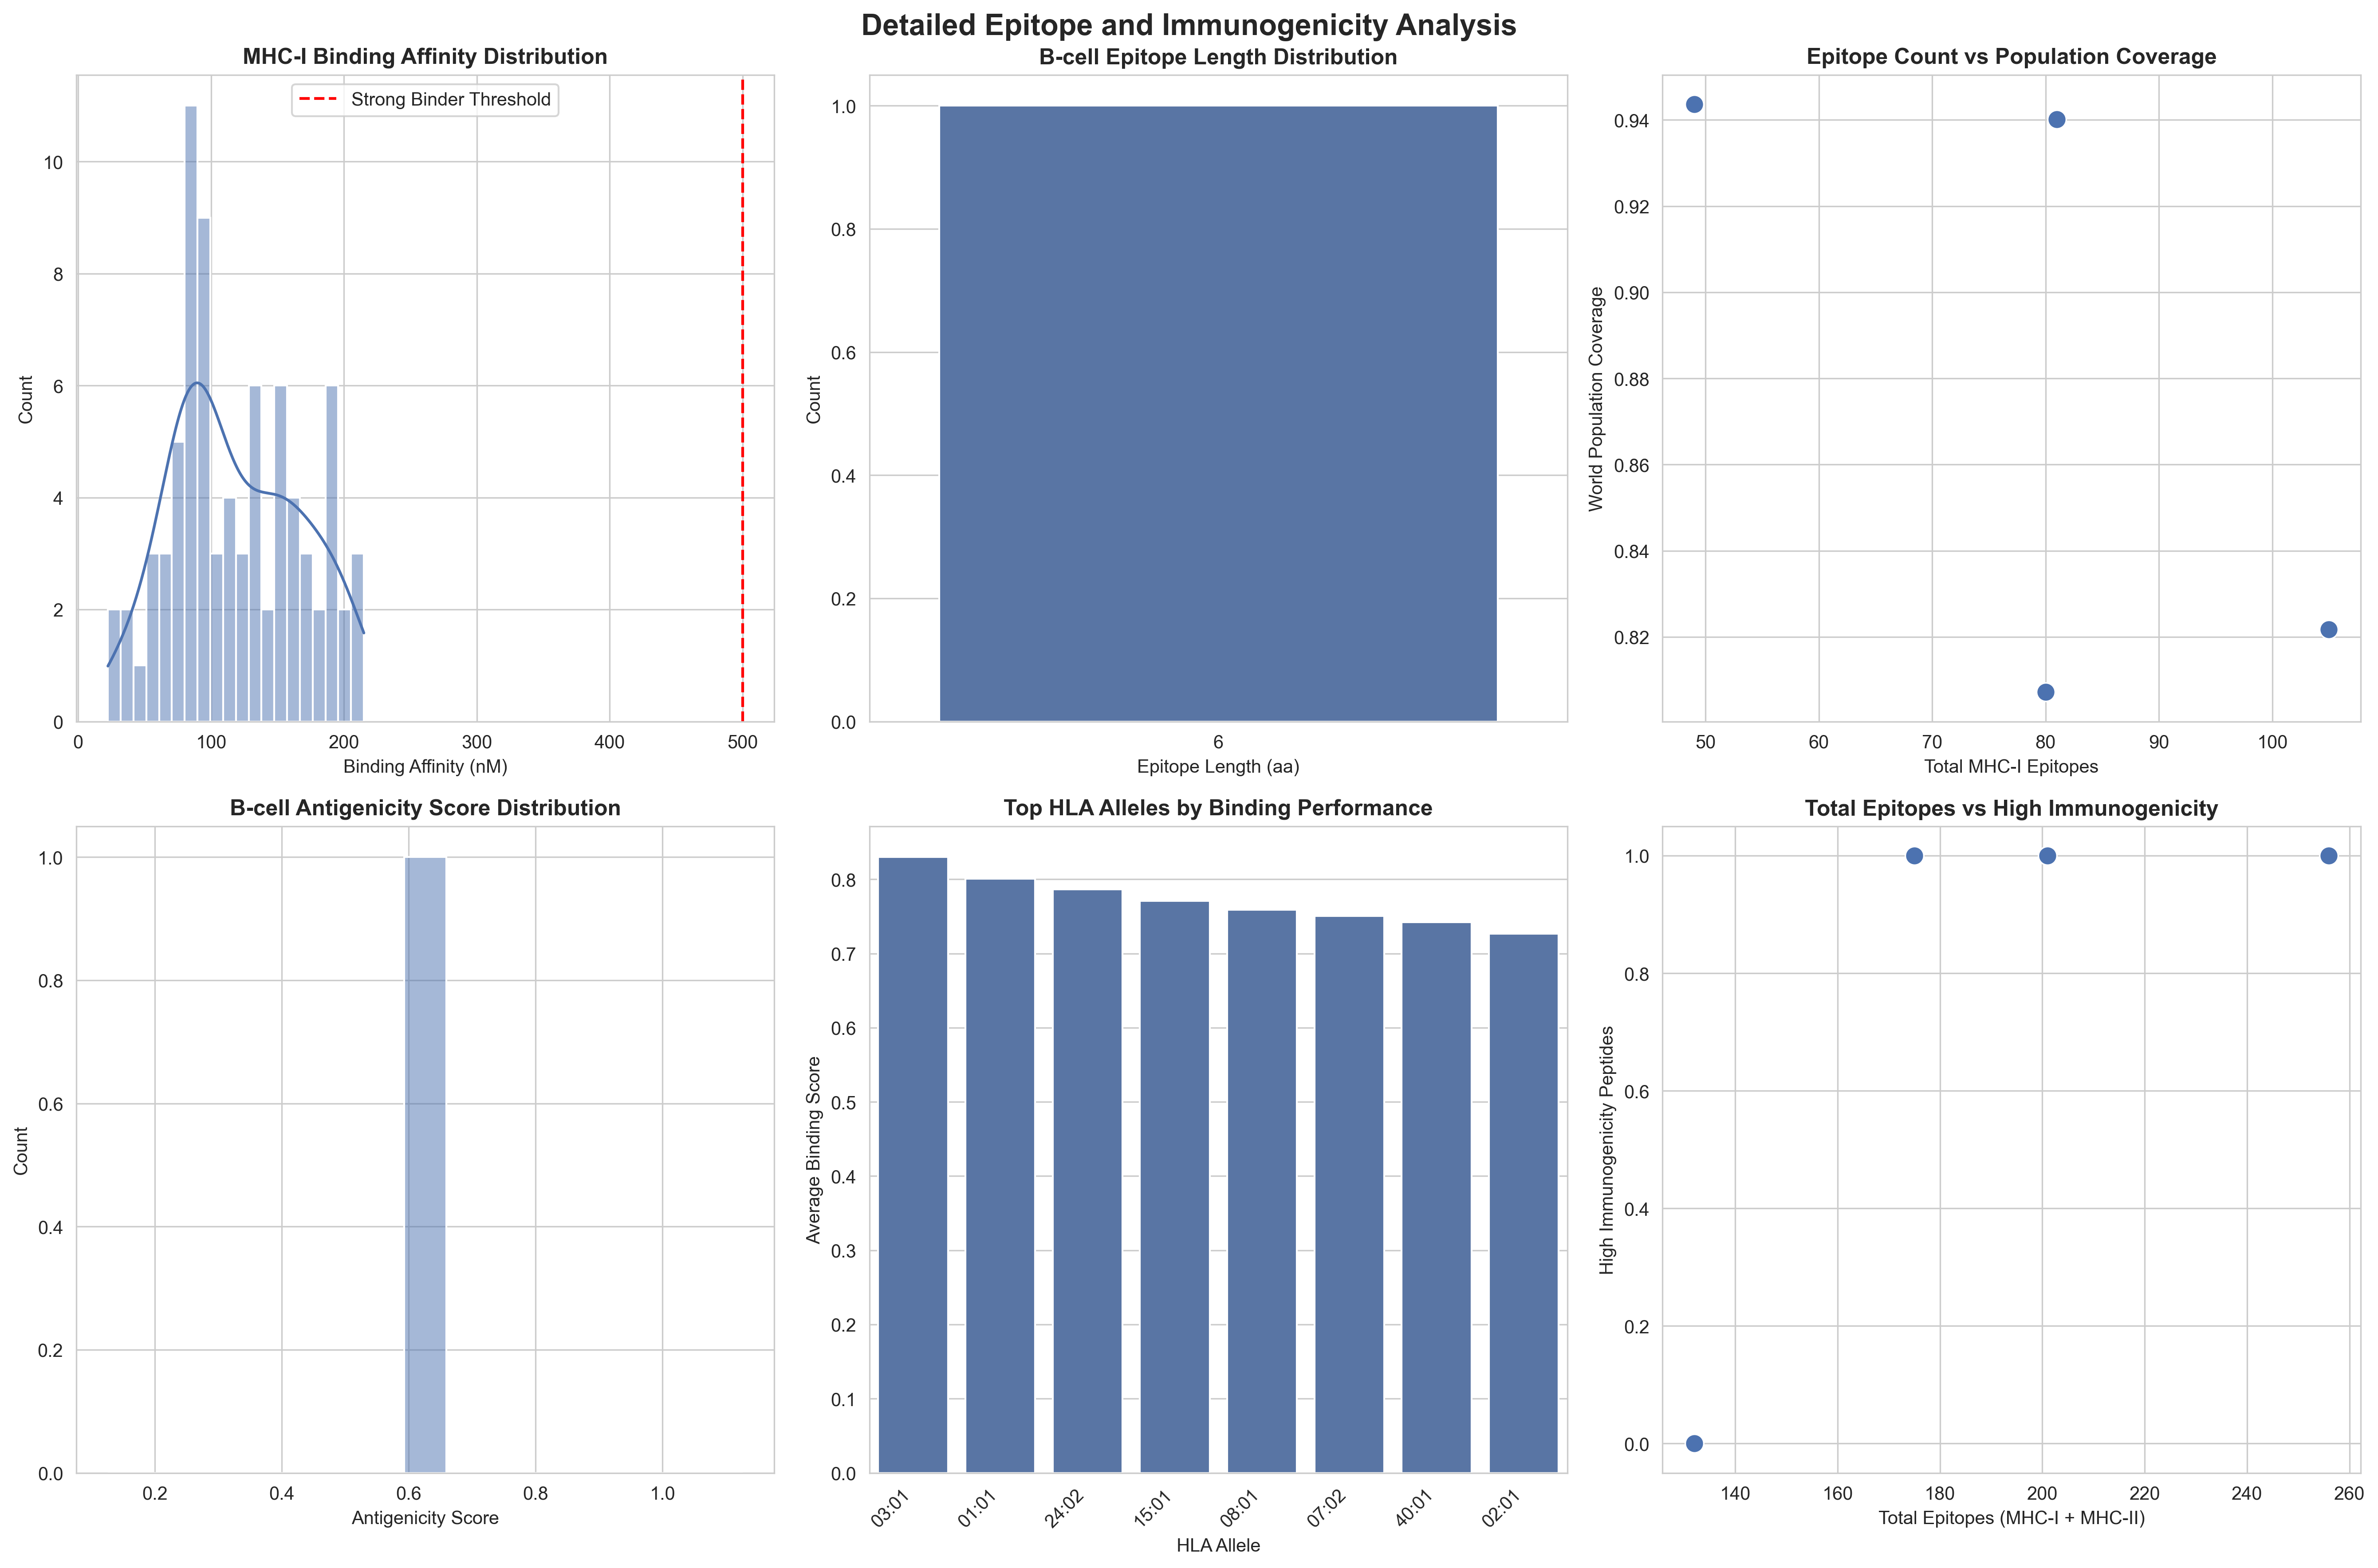 Detailed Epitope and Immunogenicity Analysis
MHC-I Binding Affinity Distribution
Strong Binder Threshold
10
8
6
4
2
0
Count
0 100 200 300 400 500
Binding Affinity (nM)
B-cell Epitope Length Distribution
1.0
0.8
0.6
0.4
0.2
0.0
Count
6
Epitope Length (aa)
Epitope Count vs Population Coverage
0.94
0.92
0.90
0.88
0.86
0.84
0.82
World Population Coverage
50 60 70 80 90 100
Total MHC-I Epitopes
B-cell Antigenicity Score Distribution
1.0
0.8
0.6
0.4
0.2
0.0
Count
0.2 0.4 0.6 0.8 1.0
Antigenicity Score
Top HLA Alleles by Binding Performance
0.8
0.7
0.6
0.5
0.4
0.3
0.2
0.1
0.0
Average Binding Score
03:01 01:01 24:02 15:01 08:01 07:02 40:01 02:01
HLA Allele
Total Epitopes vs High Immunogenicity
1.0
0.8
0.6
0.4
0.2
0.0
High Immunogenicity Peptides
140 160 180 200 220 240 260
Total Epitopes (MHC-I + MHC-II)